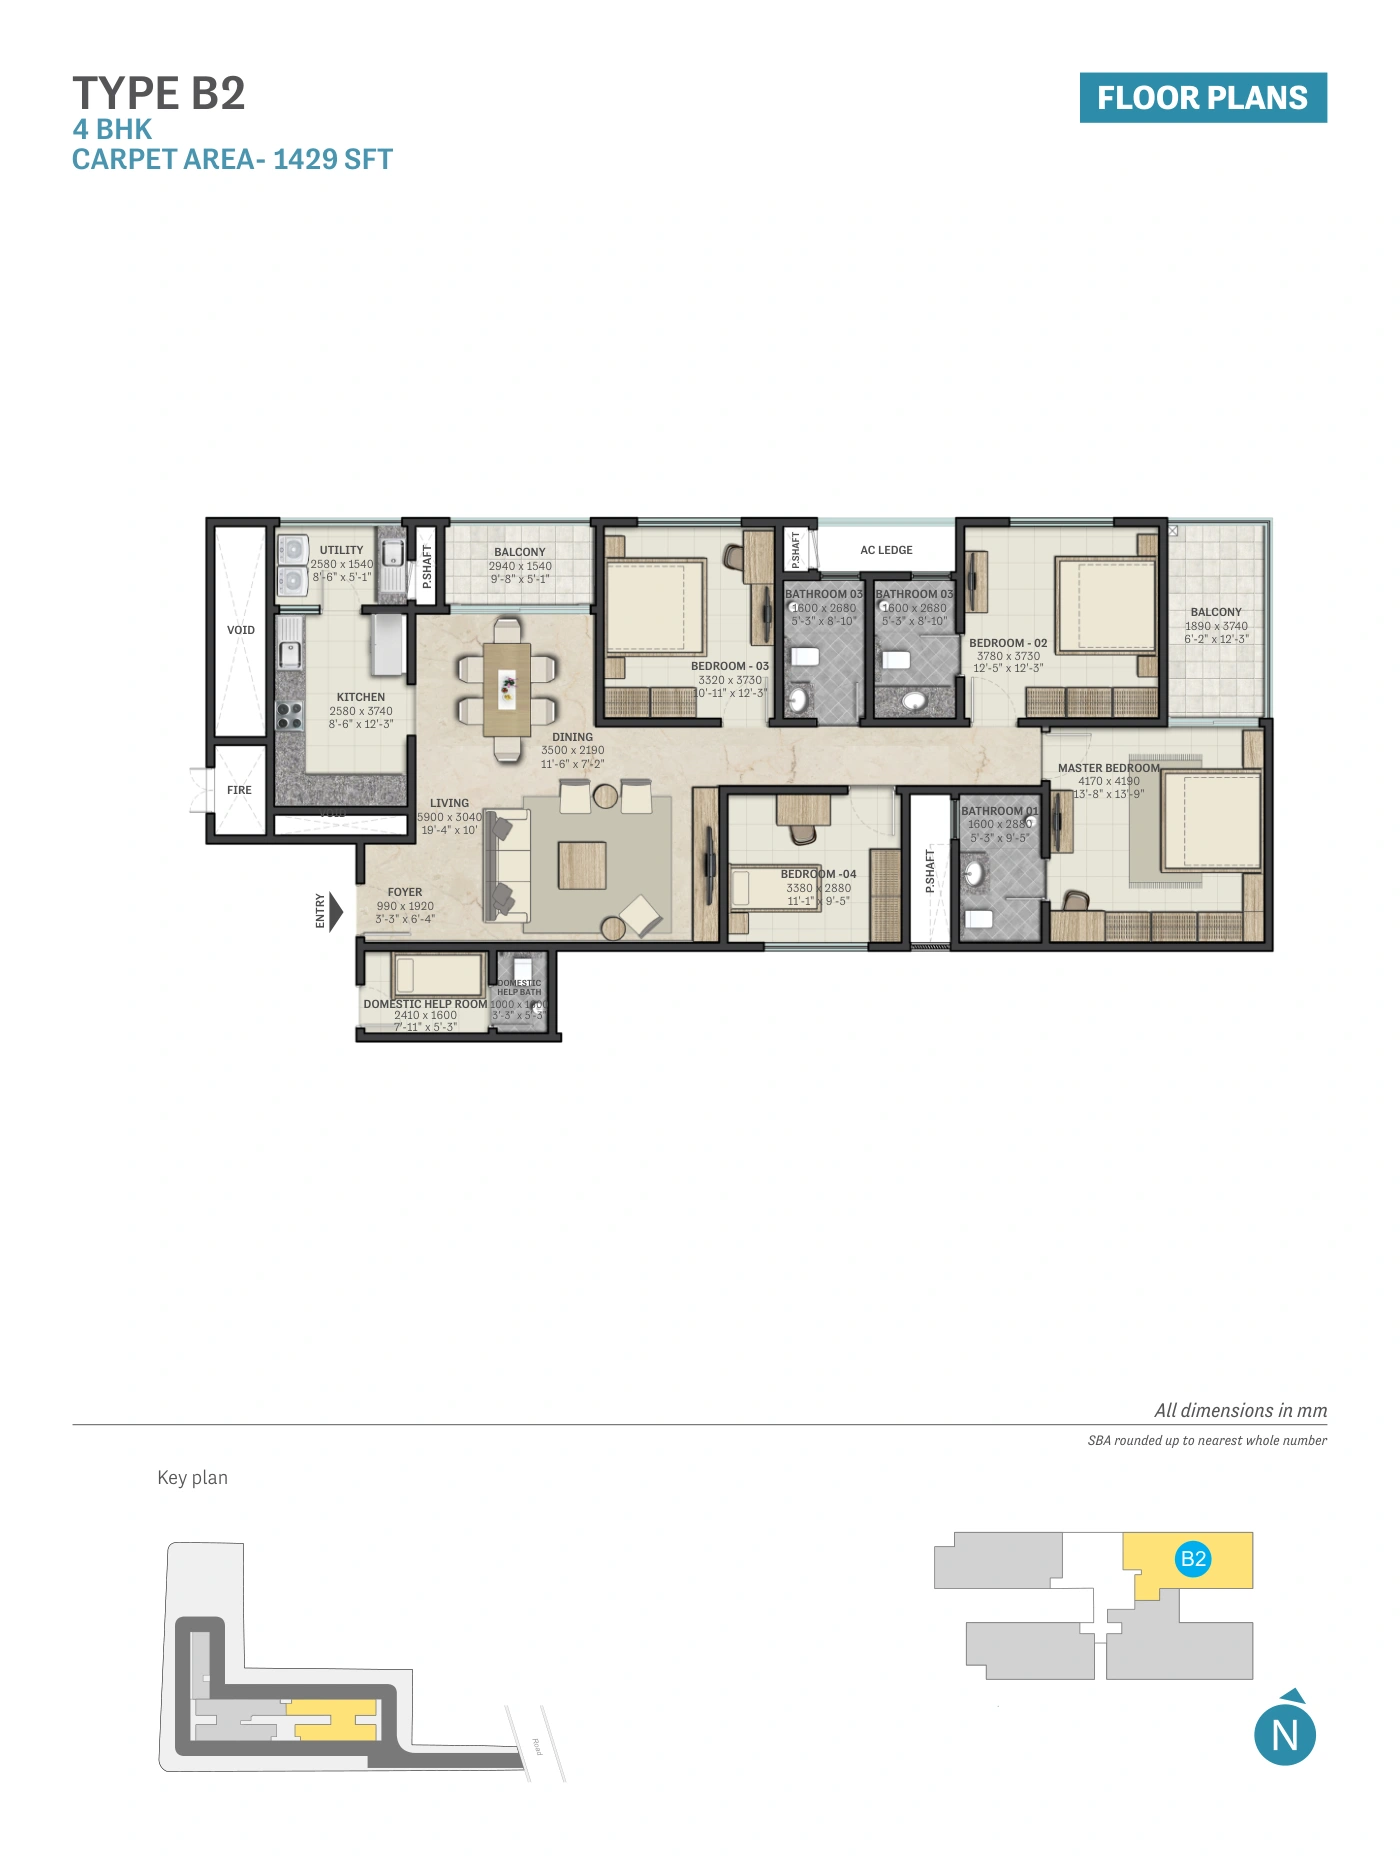 TYPE B2
4 BHK
CARPET AREA- 1429 SFT
FLOOR PLANS
UTILITY
2580 x 1540
8'-6" x 5'-1"
P.SHAFT
BALCONY
2940 x 1540
9'-8" x 5'-1"
P.SHAFT
AC LEDGE
VOID
BATHROOM 03
1600 x 2680
5'-3" x 8'-10"
BATHROOM 03
1600 x 2680
5'-3" x 8'-10"
BALCONY
1890 x 3740
6'-2" x 12'-3"
BEDROOM - 02
3780 x 3730
12'-5" x 12'-3"
BEDROOM - 03
3320 x 3730
10'-11" x 12'-3"
KITCHEN
2580 x 3740
8'-6" x 12'-3"
DINING
3500 x 2190
11'-6" x 7'-2"
MASTER BEDROOM
4170 x 4190
13'-8" x 13'-9"
FIRE
LIVING
5900 x 3040
19'-4" x 10'
BATHROOM 01
1600 x 2880
5'-3" x 9'-5"
P.SHAFT
BEDROOM -04
3380 x 2880
11'-1" x 9'-5"
FOYER
990 x 1920
3'-3" x 6'-4"
ENTRY
DOMESTIC HELP ROOM
2410 x 1600
7'-11" x 5'-3"
DOMESTIC
HELP BATH
1000 x 1600
3'-3" x 5'-3"
All dimensions in mm
SBA rounded up to nearest whole number
Key plan
B2
Road
N